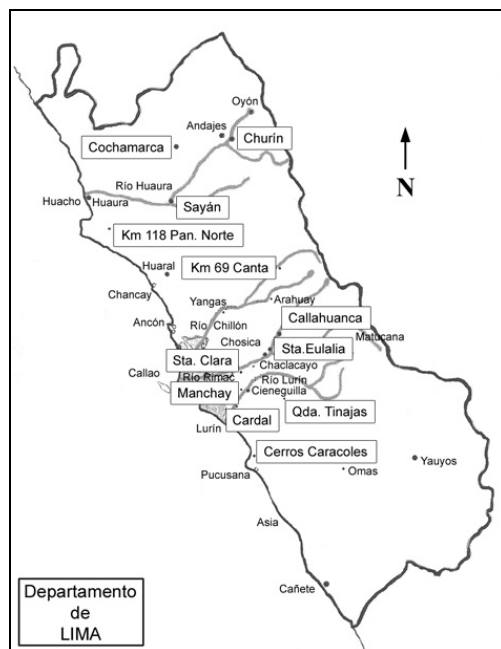 Oyón
Andajes
Churín
Cochamarca
N
Río Huaura
Huacho
Huaura
Sayán
Km 118 Pan. Norte
Km 69 Canta
Huaral
Chancay
Arahuay
Yangas
Callahuanca
Ancón
Río Chillón
Matucana
Chosica
Sta.Eulalia
Sta. Clara
Chaclacayo
Callao
Río Rímac
Río Lurín
Manchay
Cieneguilla
Qda. Tinajas
Cardal
Lurín
Cerros Caracoles
Yauyos
Pucusana
Omas
Asia
Cañete
Departamento
de
LIMA